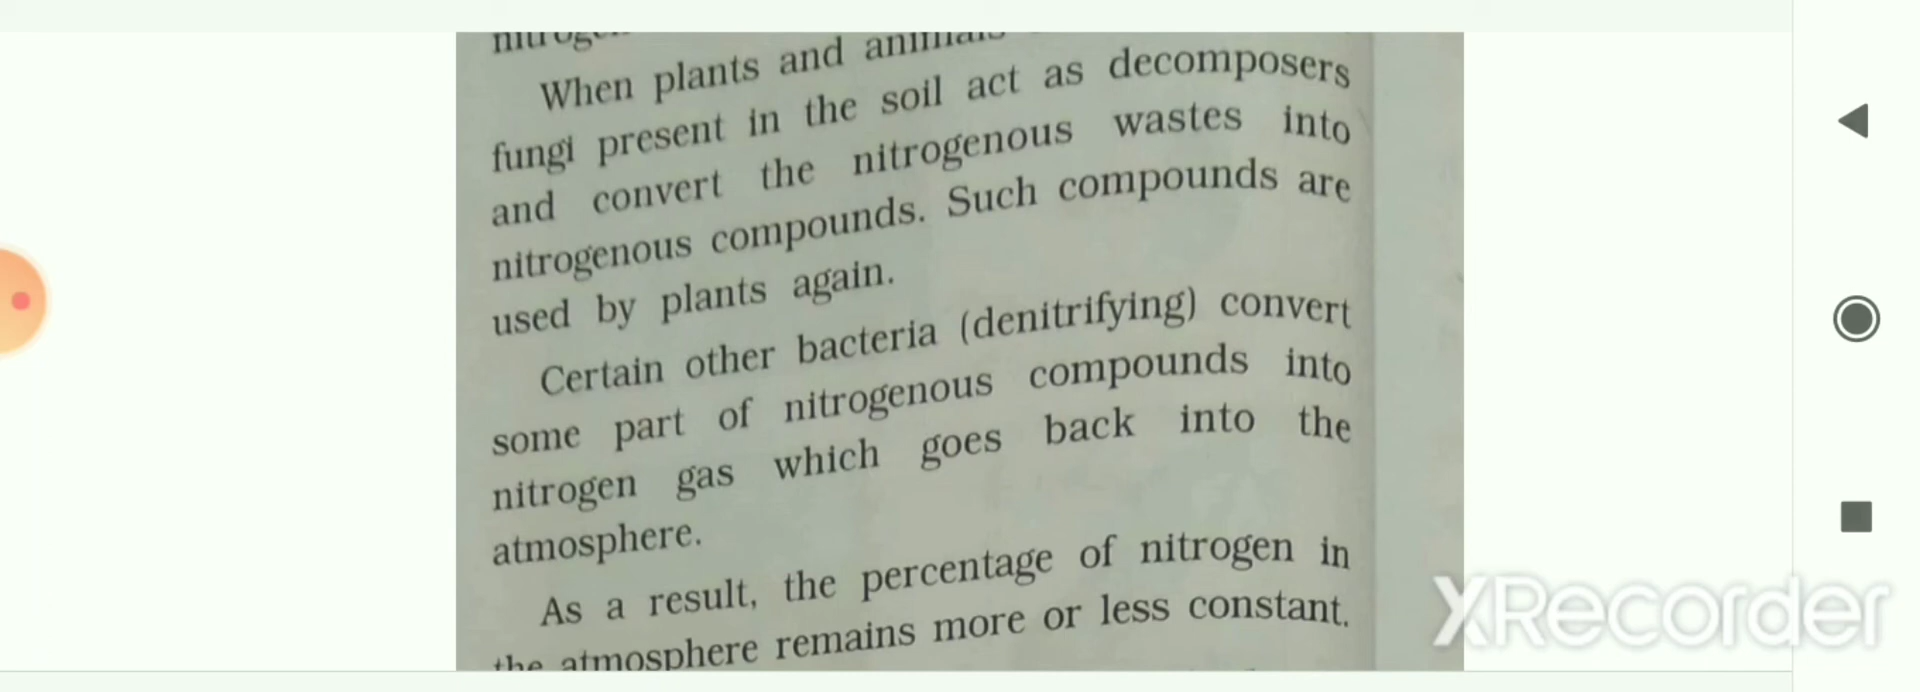 When plants and animals
fungi present in the soil act as decomposers
and convert the nitrogenous wastes into
nitrogenous compounds. Such compounds are
used by plants again.
Certain other bacteria (denitrifying) convert
some part of nitrogenous compounds into
nitrogen gas which goes back into the
atmosphere.
As a result, the percentage of nitrogen in
the atmosphere remains more or less constant.
XRecorder